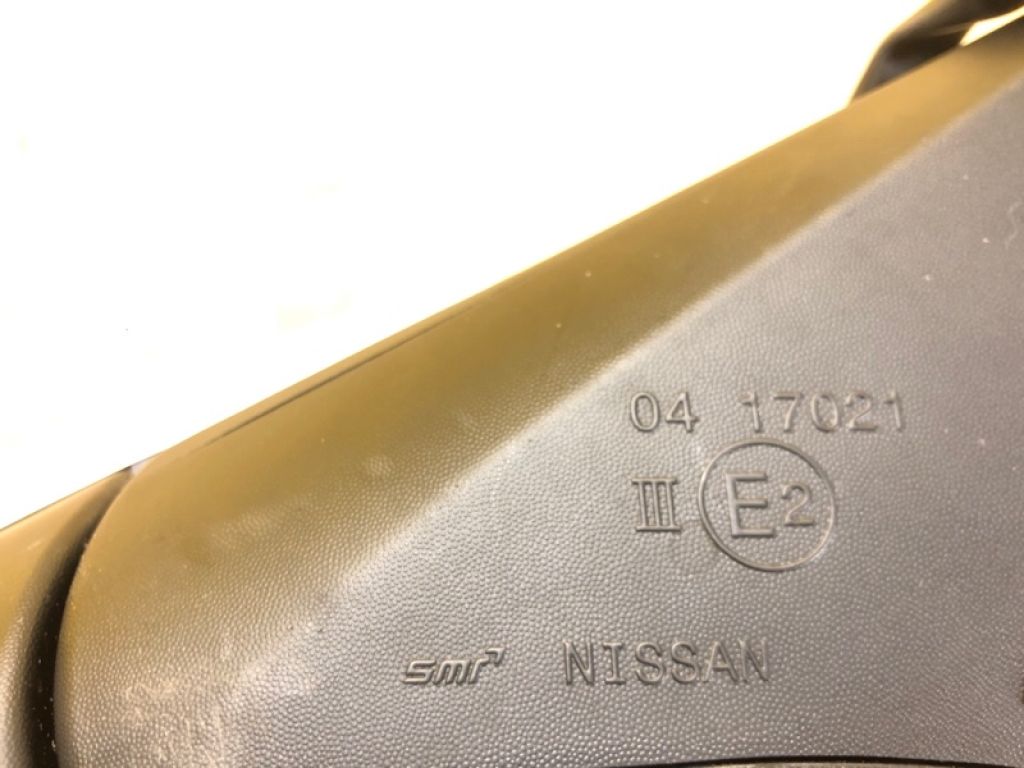 04 17021
III E2
smr NISSAN